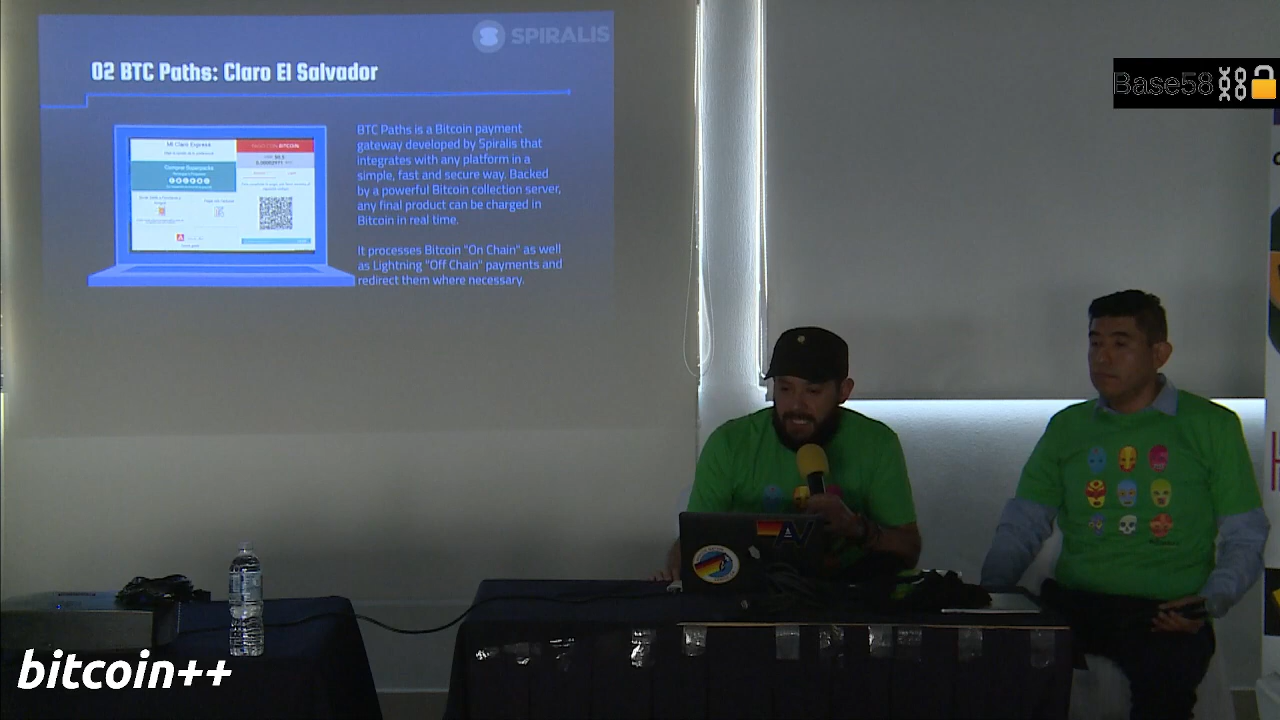 SPIRALIS
02 BTC Paths: Claro El Salvador
BTC Paths is a Bitcoin payment
gateway developed by Spiralis that
integrates with any platform in a
simple, fast and secure way. Backed
by a powerful Bitcoin collection server,
any final product can be charged in
Bitcoin in real time.
It processes Bitcoin "On Chain" as well
as Lightning "Off Chain" payments and
redirect them where necessary.
Mi Claro Express
BITCOIN
Comprar Superpacks
Base58
bitcoin++